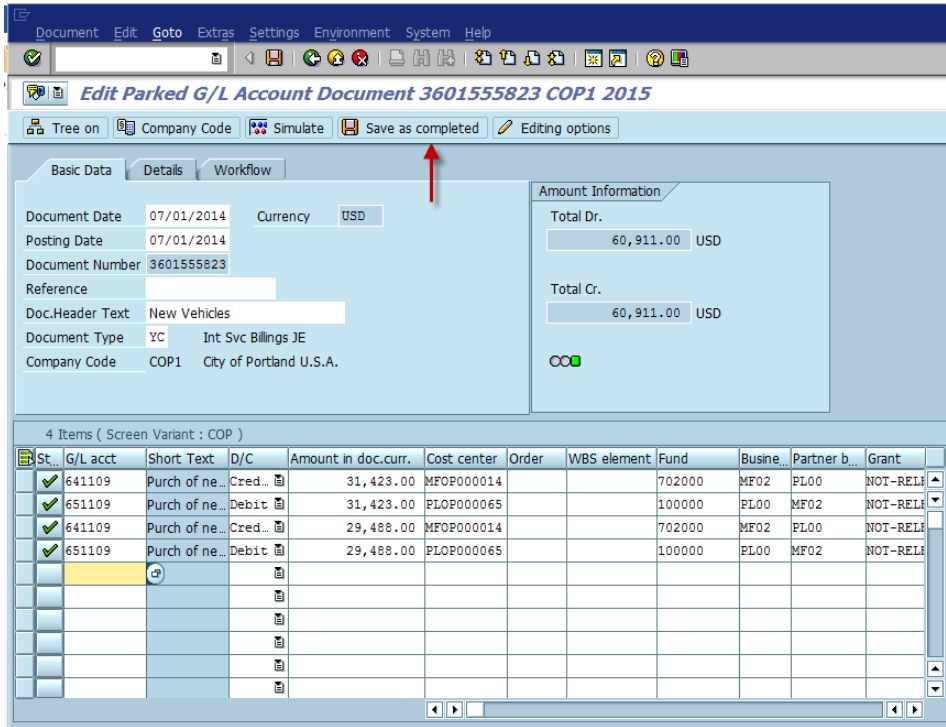 Document Edit Goto Extras Settings Environment System Help
Edit Parked G/L Account Document 3601555823 COP1 2015
Tree on Company Code Simulate Save as completed Editing options
Basic Data Details Workflow
Amount Information
Document Date 07/01/2014 Currency USD Total Dr.
Posting Date 07/01/2014 60,911.00 USD
Document Number 3601555823
Reference Total Cr.
Doc.Header Text New Vehicles 60,911.00 USD
Document Type YC Int Svc Billings JE
Company Code COP1 City of Portland U.S.A.
4 Items ( Screen Variant : COP )
St... G/L acct Short Text D/C Amount in doc.curr. Cost center Order WBS element Fund Busine... Partner b... Grant
641109 Purch of ne... Cred... 31,423.00 MFOP000014 702000 MF02 PL00 NOT-RELE
651109 Purch of ne... Debit 31,423.00 PLOP000065 100000 PL00 MF02 NOT-RELE
641109 Purch of ne... Cred... 29,488.00 MFOP000014 702000 MF02 PL00 NOT-RELE
651109 Purch of ne... Debit 29,488.00 PLOP000065 100000 PL00 MF02 NOT-RELE